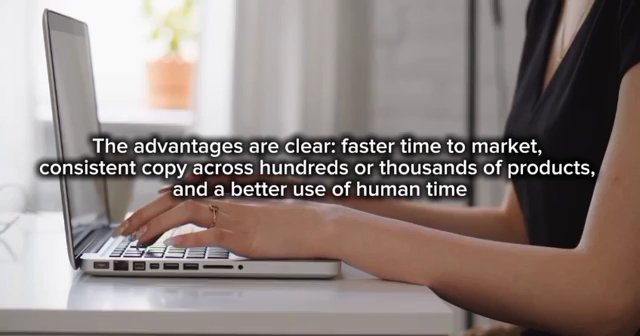 The advantages are clear: faster time to market,
consistent copy across hundreds or thousands of products,
and a better use of human time